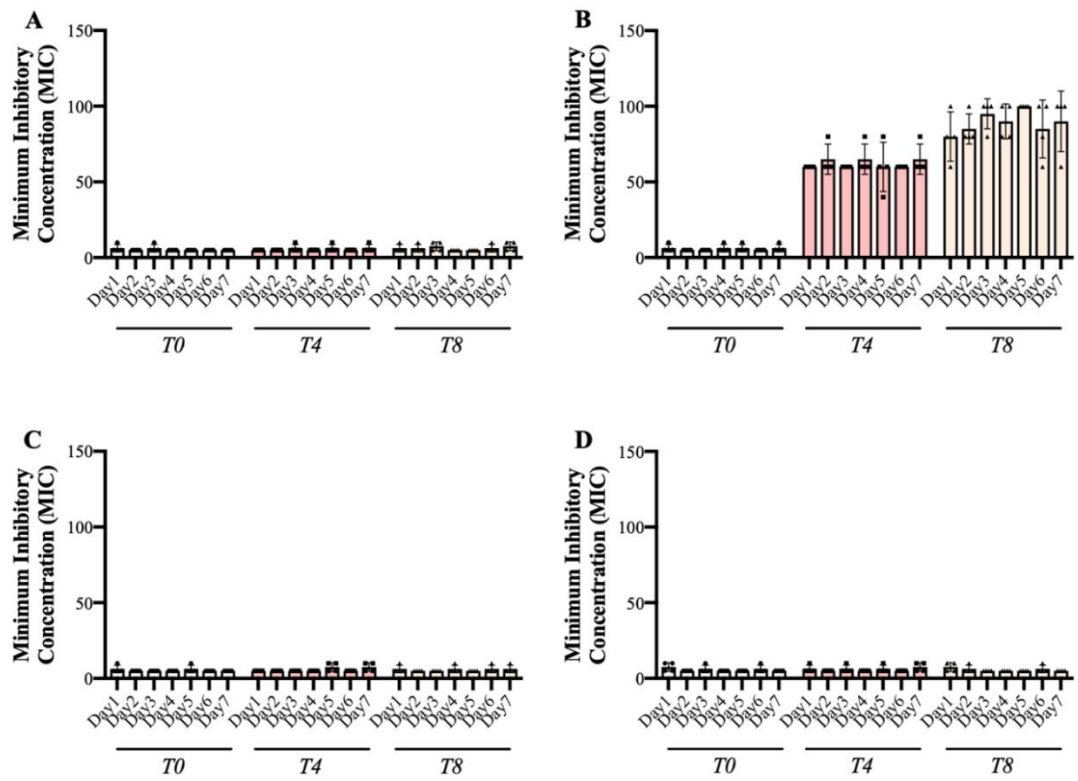 A
Minimum Inhibitory
Concentration (MIC)
150
100
50
0
Day1 Day2 Day3 Day4 Day5 Day6 Day7 Day1 Day2 Day3 Day4 Day5 Day6 Day7 Day1 Day2 Day3 Day4 Day5 Day6 Day7
T0 T4 T8
B
Minimum Inhibitory
Concentration (MIC)
150
100
50
0
Day1 Day2 Day3 Day4 Day5 Day6 Day7 Day1 Day2 Day3 Day4 Day5 Day6 Day7 Day1 Day2 Day3 Day4 Day5 Day6 Day7
T0 T4 T8
C
Minimum Inhibitory
Concentration (MIC)
150
100
50
0
Day1 Day2 Day3 Day4 Day5 Day6 Day7 Day1 Day2 Day3 Day4 Day5 Day6 Day7 Day1 Day2 Day3 Day4 Day5 Day6 Day7
T0 T4 T8
D
Minimum Inhibitory
Concentration (MIC)
150
100
50
0
Day1 Day2 Day3 Day4 Day5 Day6 Day7 Day1 Day2 Day3 Day4 Day5 Day6 Day7 Day1 Day2 Day3 Day4 Day5 Day6 Day7
T0 T4 T8